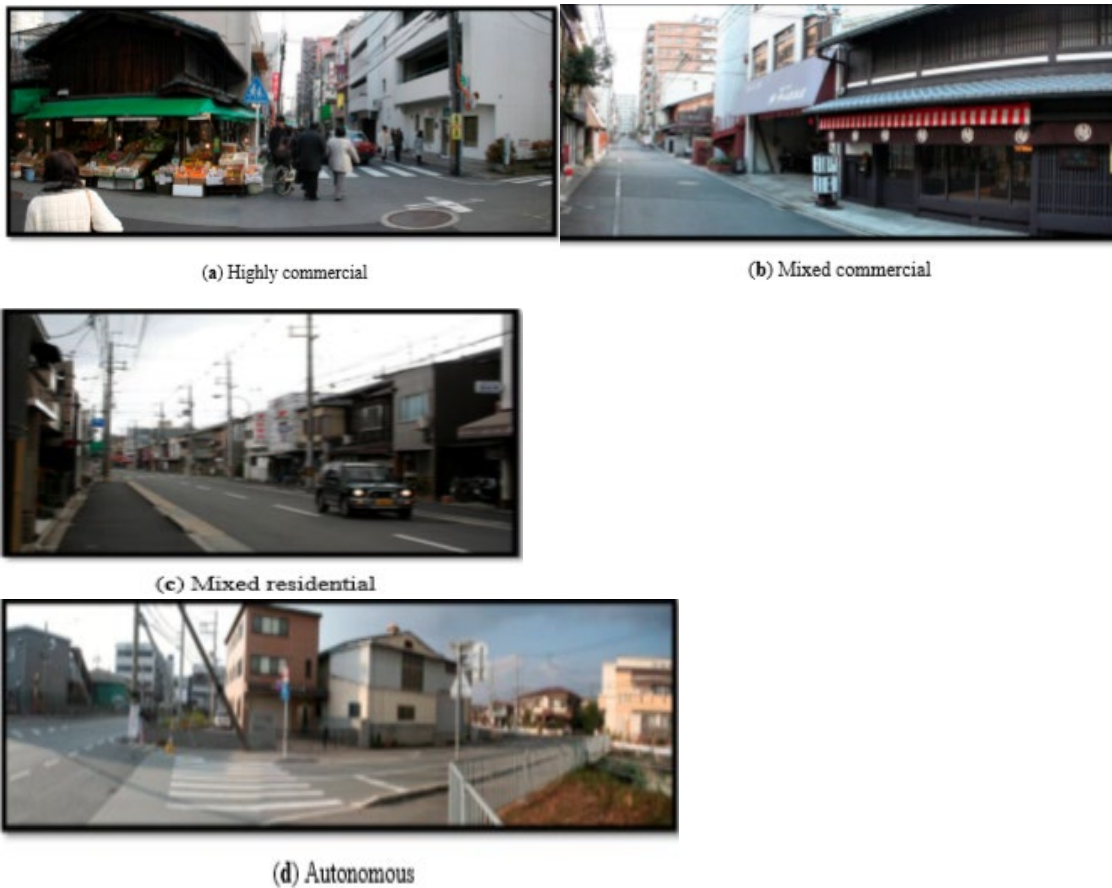 (a) Highly commercial
(b) Mixed commercial
(c) Mixed residential
(d) Autonomous